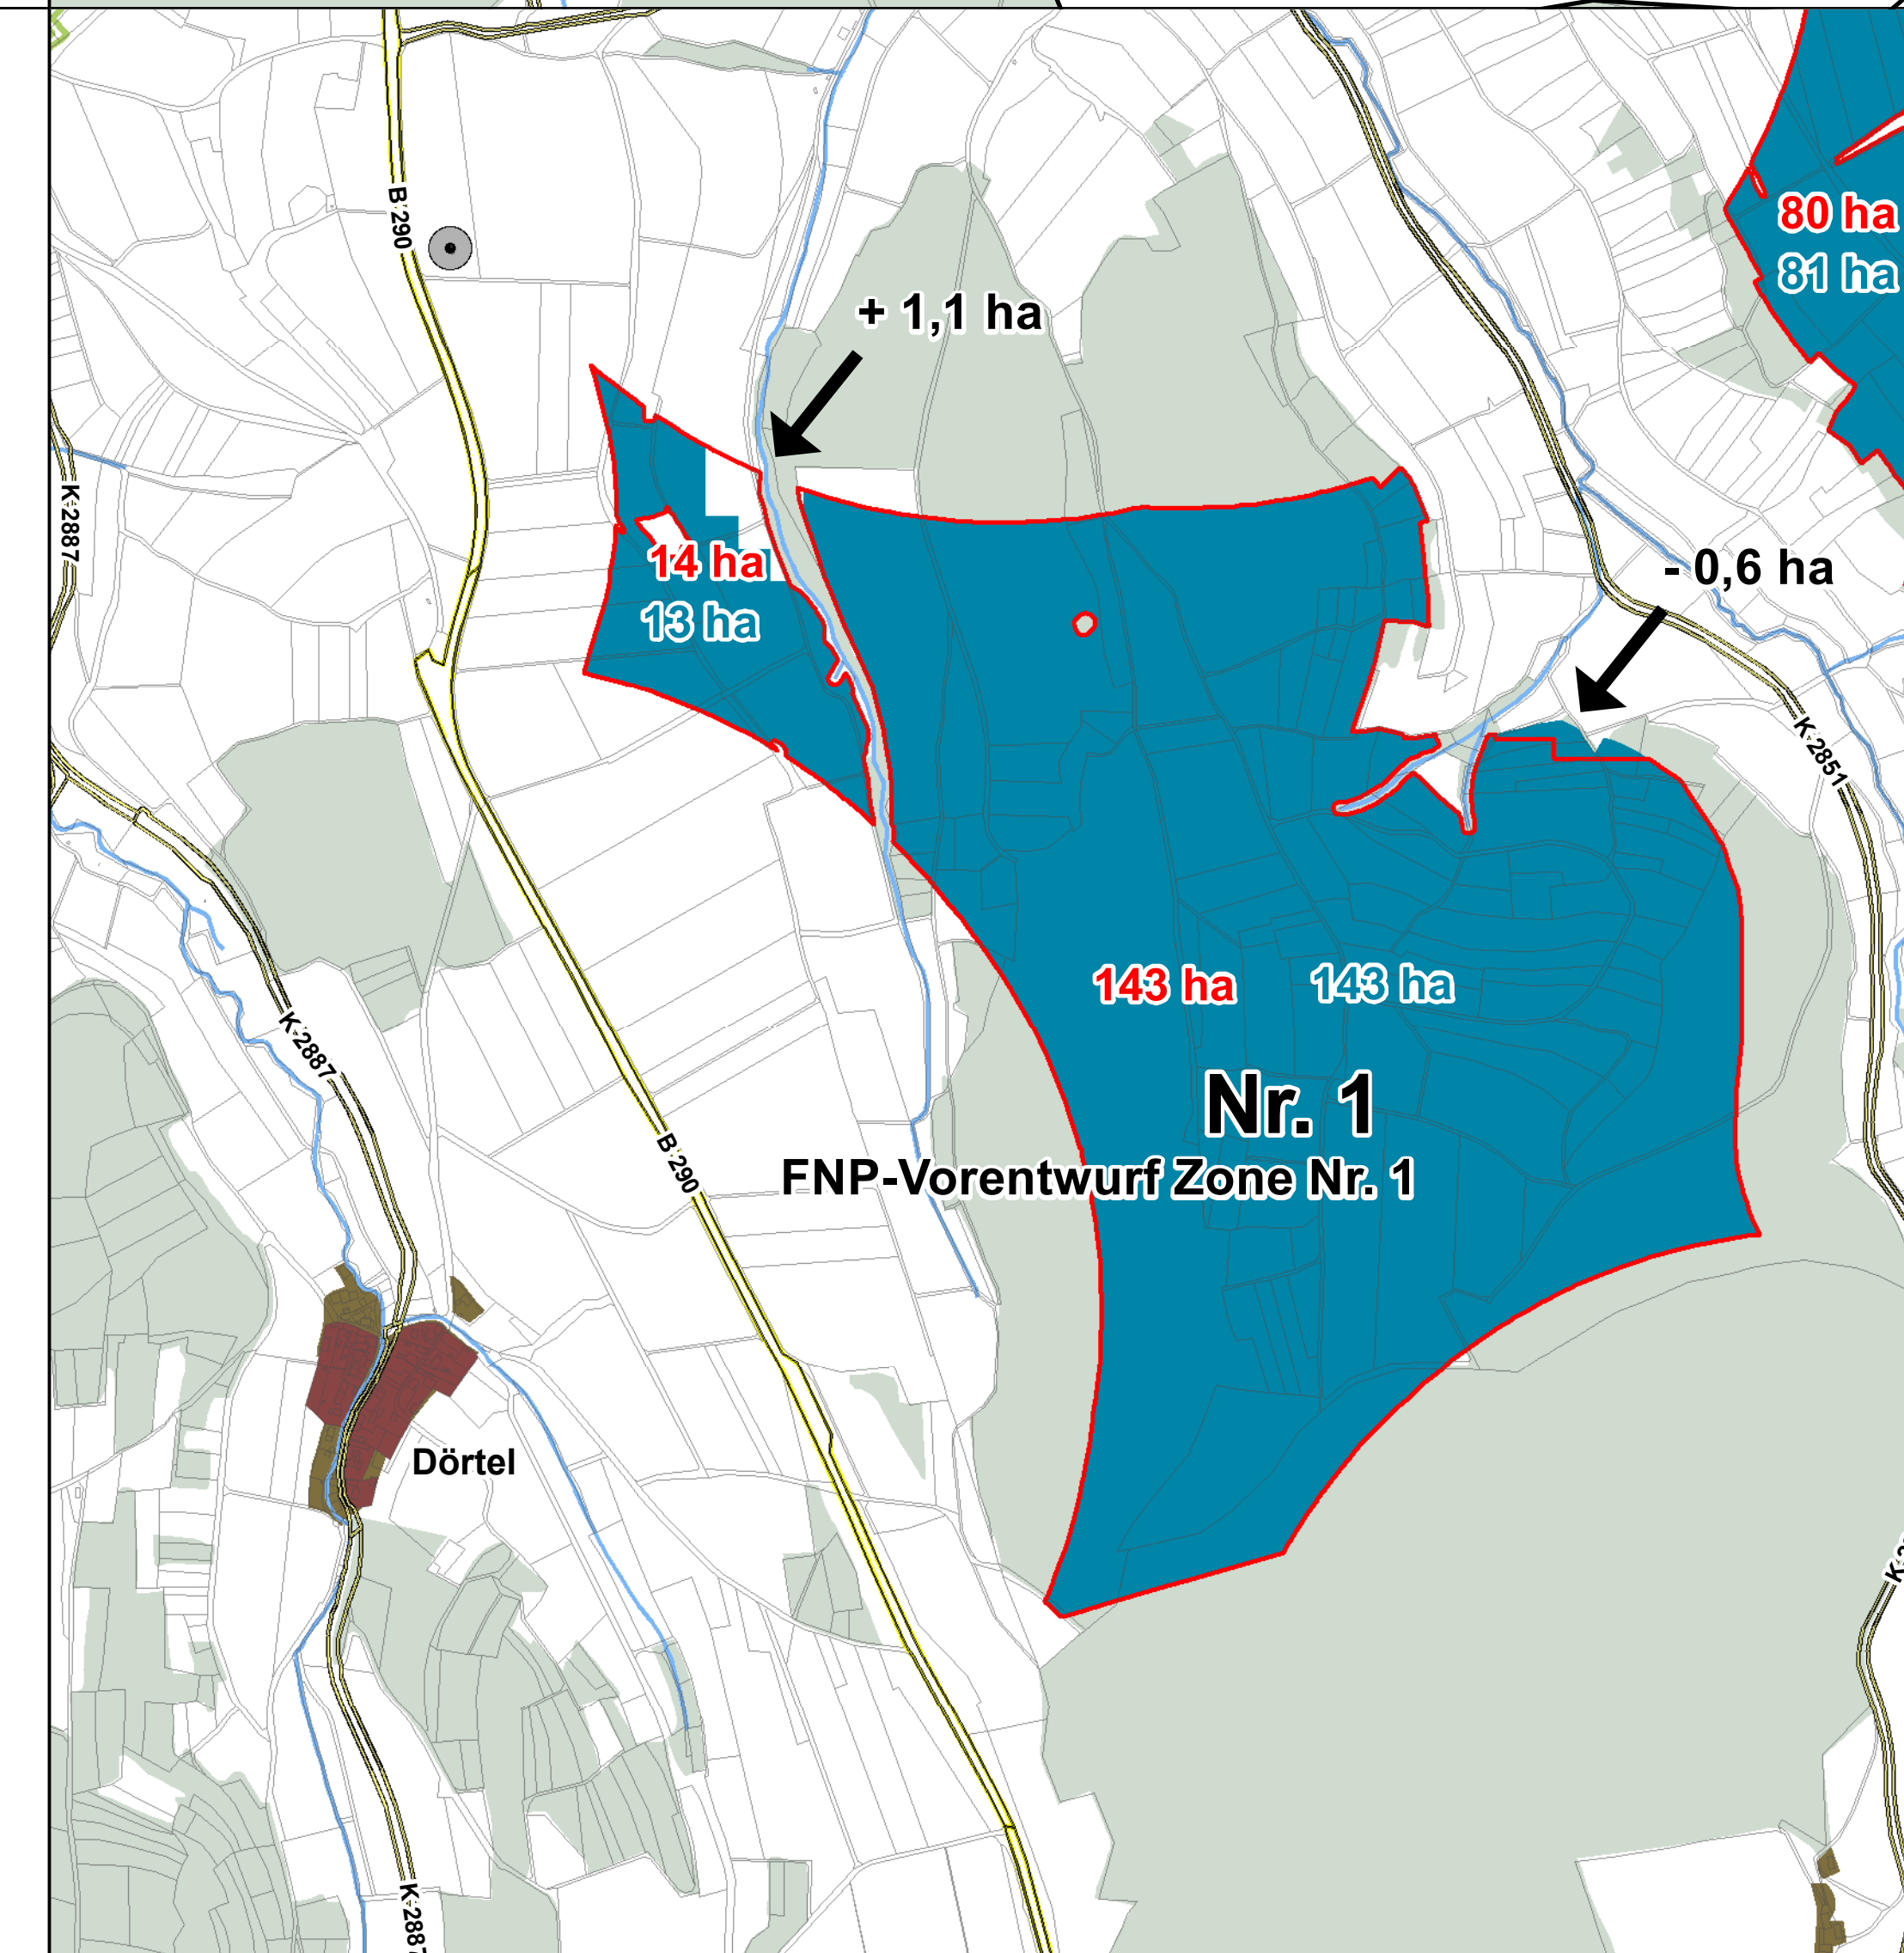 B 290
80 ha
81 ha
+ 1,1 ha
K 2887
14 ha
13 ha
- 0,6 ha
K 2851
143 ha 143 ha
K 2887
Nr. 1
FNP-Vorentwurf Zone Nr. 1
B 290
Dörtel
K 2887